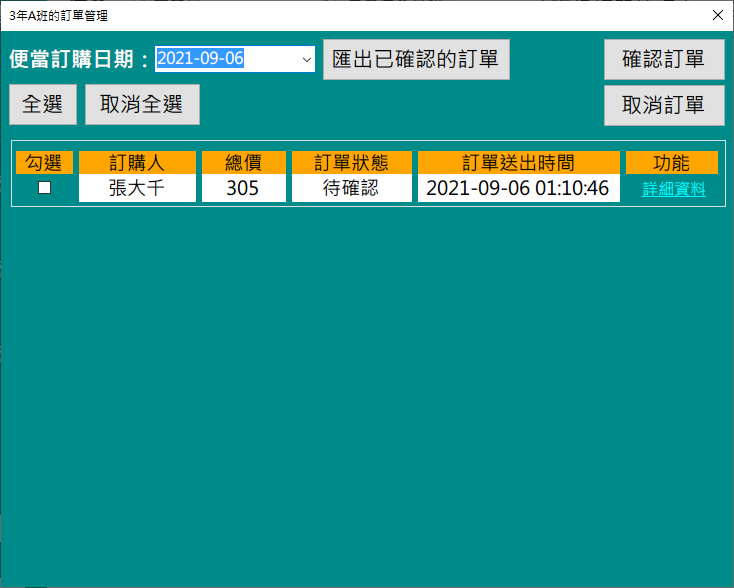 3年A班的訂單管理
便當訂購日期：2021-09-06 匯出已確認的訂單 確認訂單
全選 取消全選 取消訂單
勾選 訂購人 總價 訂單狀態 訂單送出時間 功能
張大千 305 待確認 2021-09-06 01:10:46 詳細資料